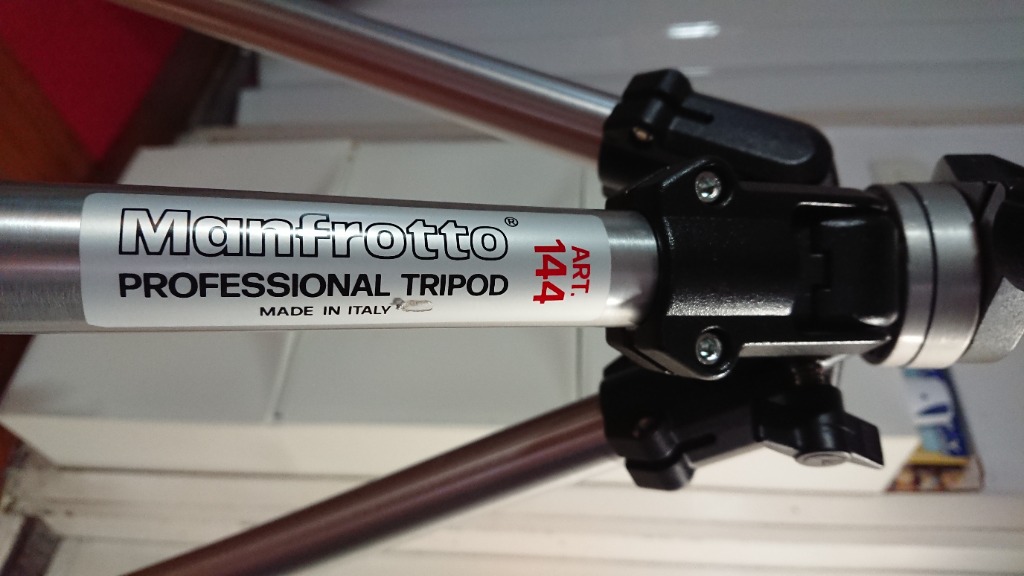 Manfrotto®
PROFESSIONAL TRIPOD
MADE IN ITALY
ART.
144